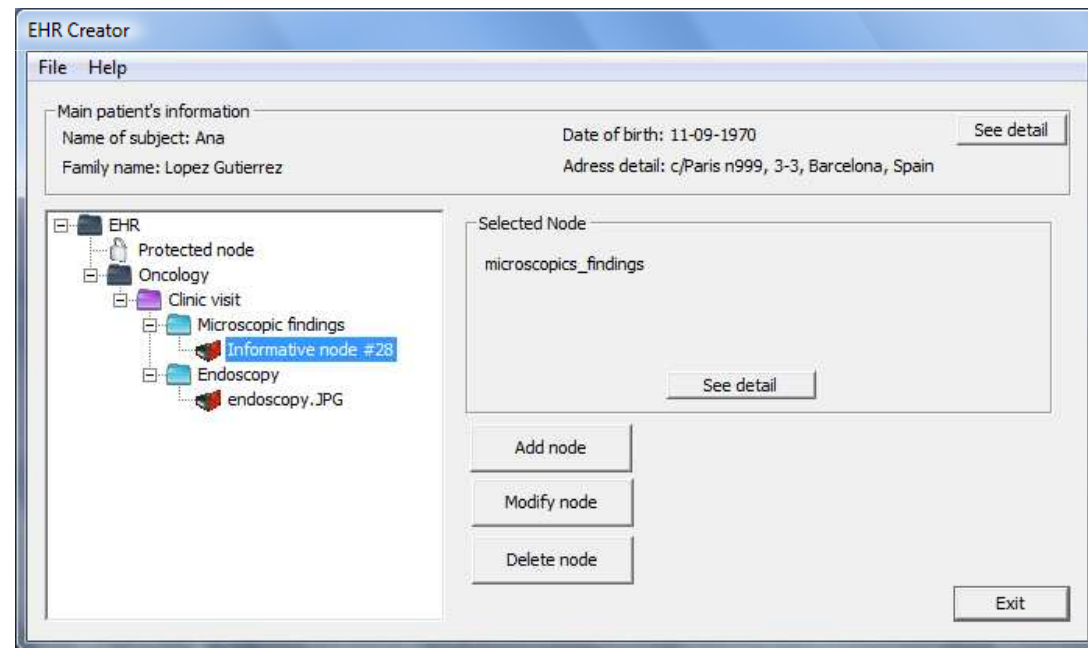 EHR Creator
File Help
Main patient's information
Name of subject: Ana
Date of birth: 11-09-1970
See detail
Family name: Lopez Gutierrez
Adress detail: c/Paris n999, 3-3, Barcelona, Spain
EHR
Protected node
Oncology
Clinic visit
Microscopic findings
Informative node #28
Endoscopy
endoscopy.JPG
Selected Node
microscopics_findings
See detail
Add node
Modify node
Delete node
Exit